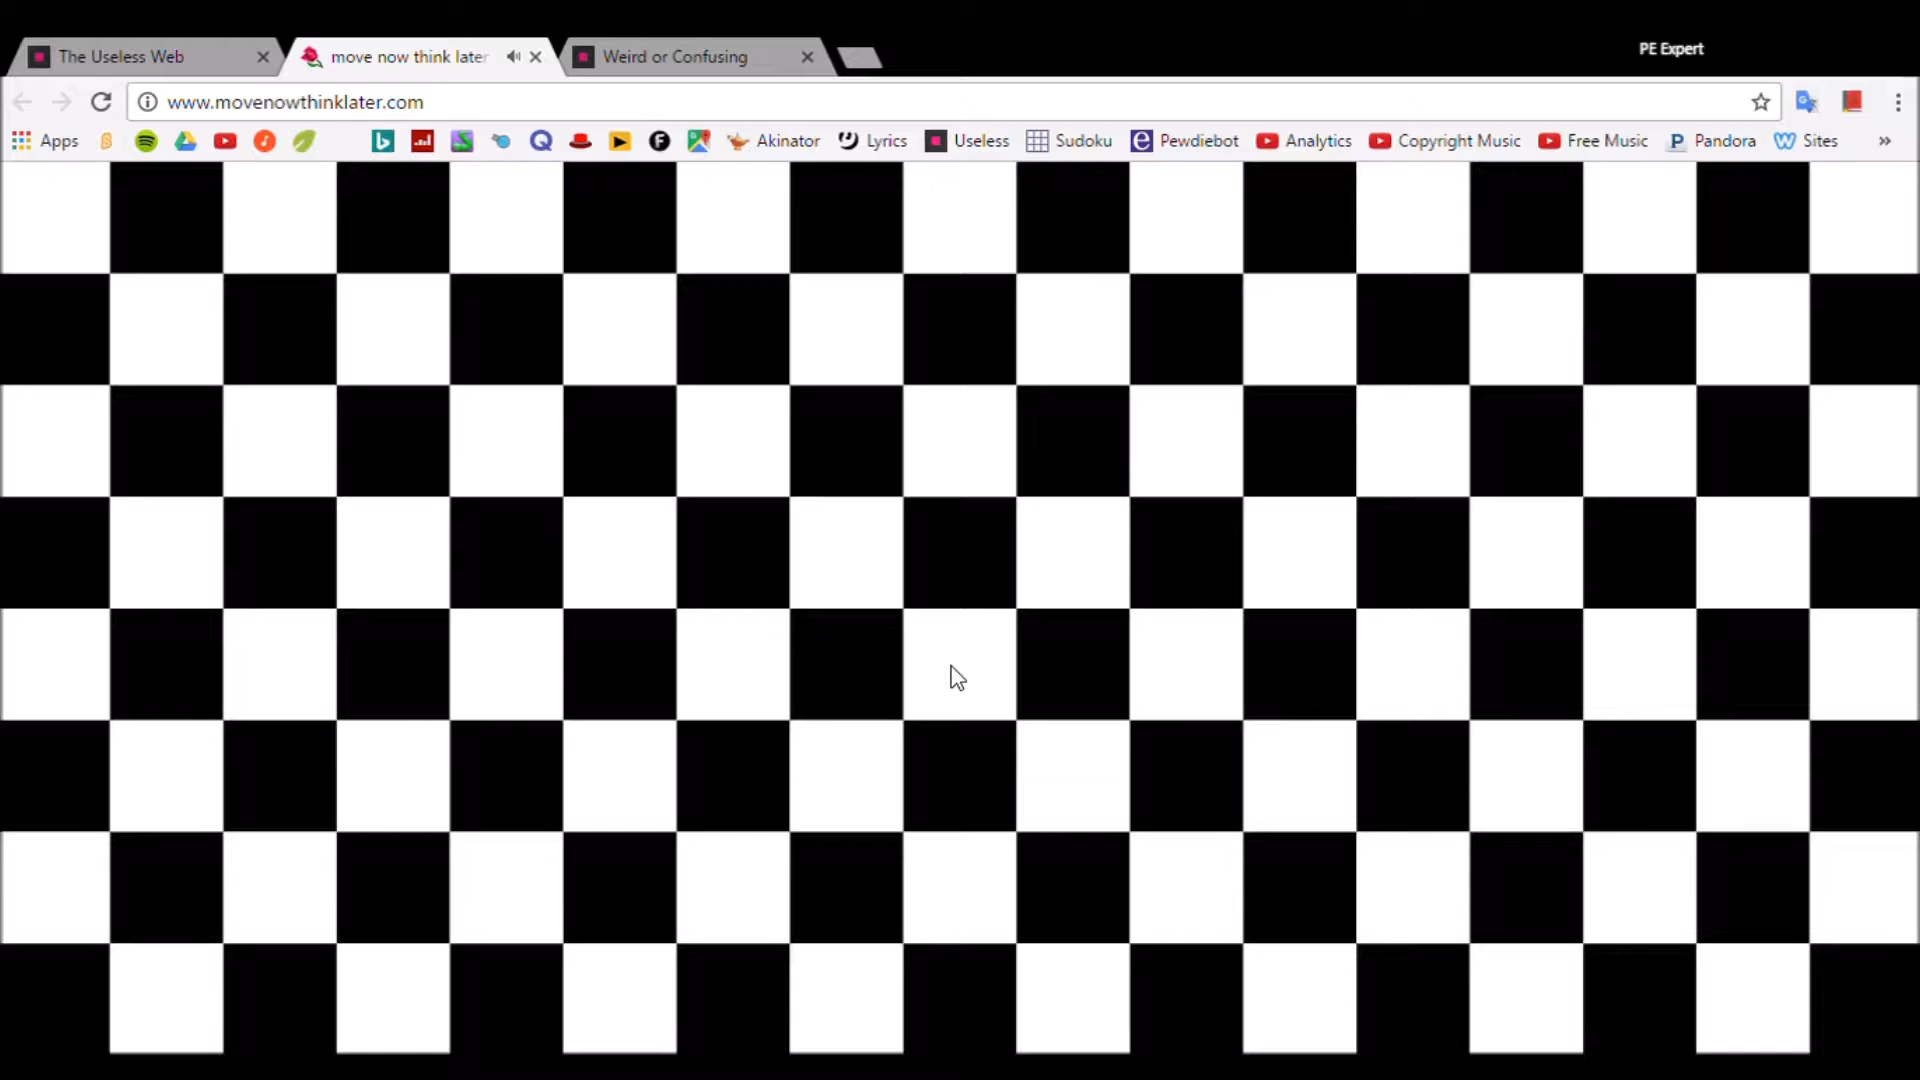 The Useless Web
move now think later
Weird or Confusing
PE Expert
www.movenowthinklater.com
Apps Akinator Lyrics Useless Sudoku Pewdiebot Analytics Copyright Music Free Music Pandora Sites »